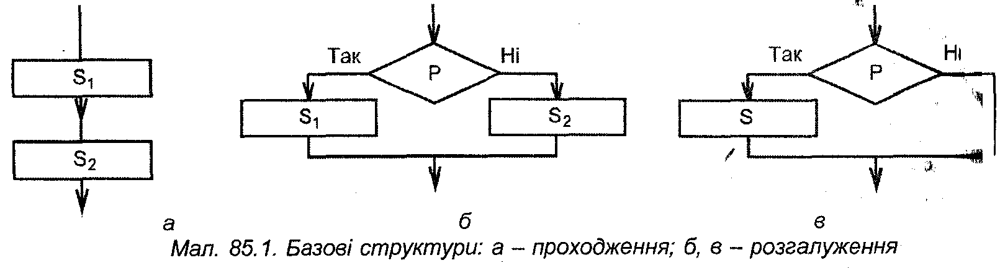 Так Ні Так Ні
S₁ P P
S₁ S₂ S
S₂
а б в
Мал. 85.1. Базові структури: а – проходження; б, в – розгалуження